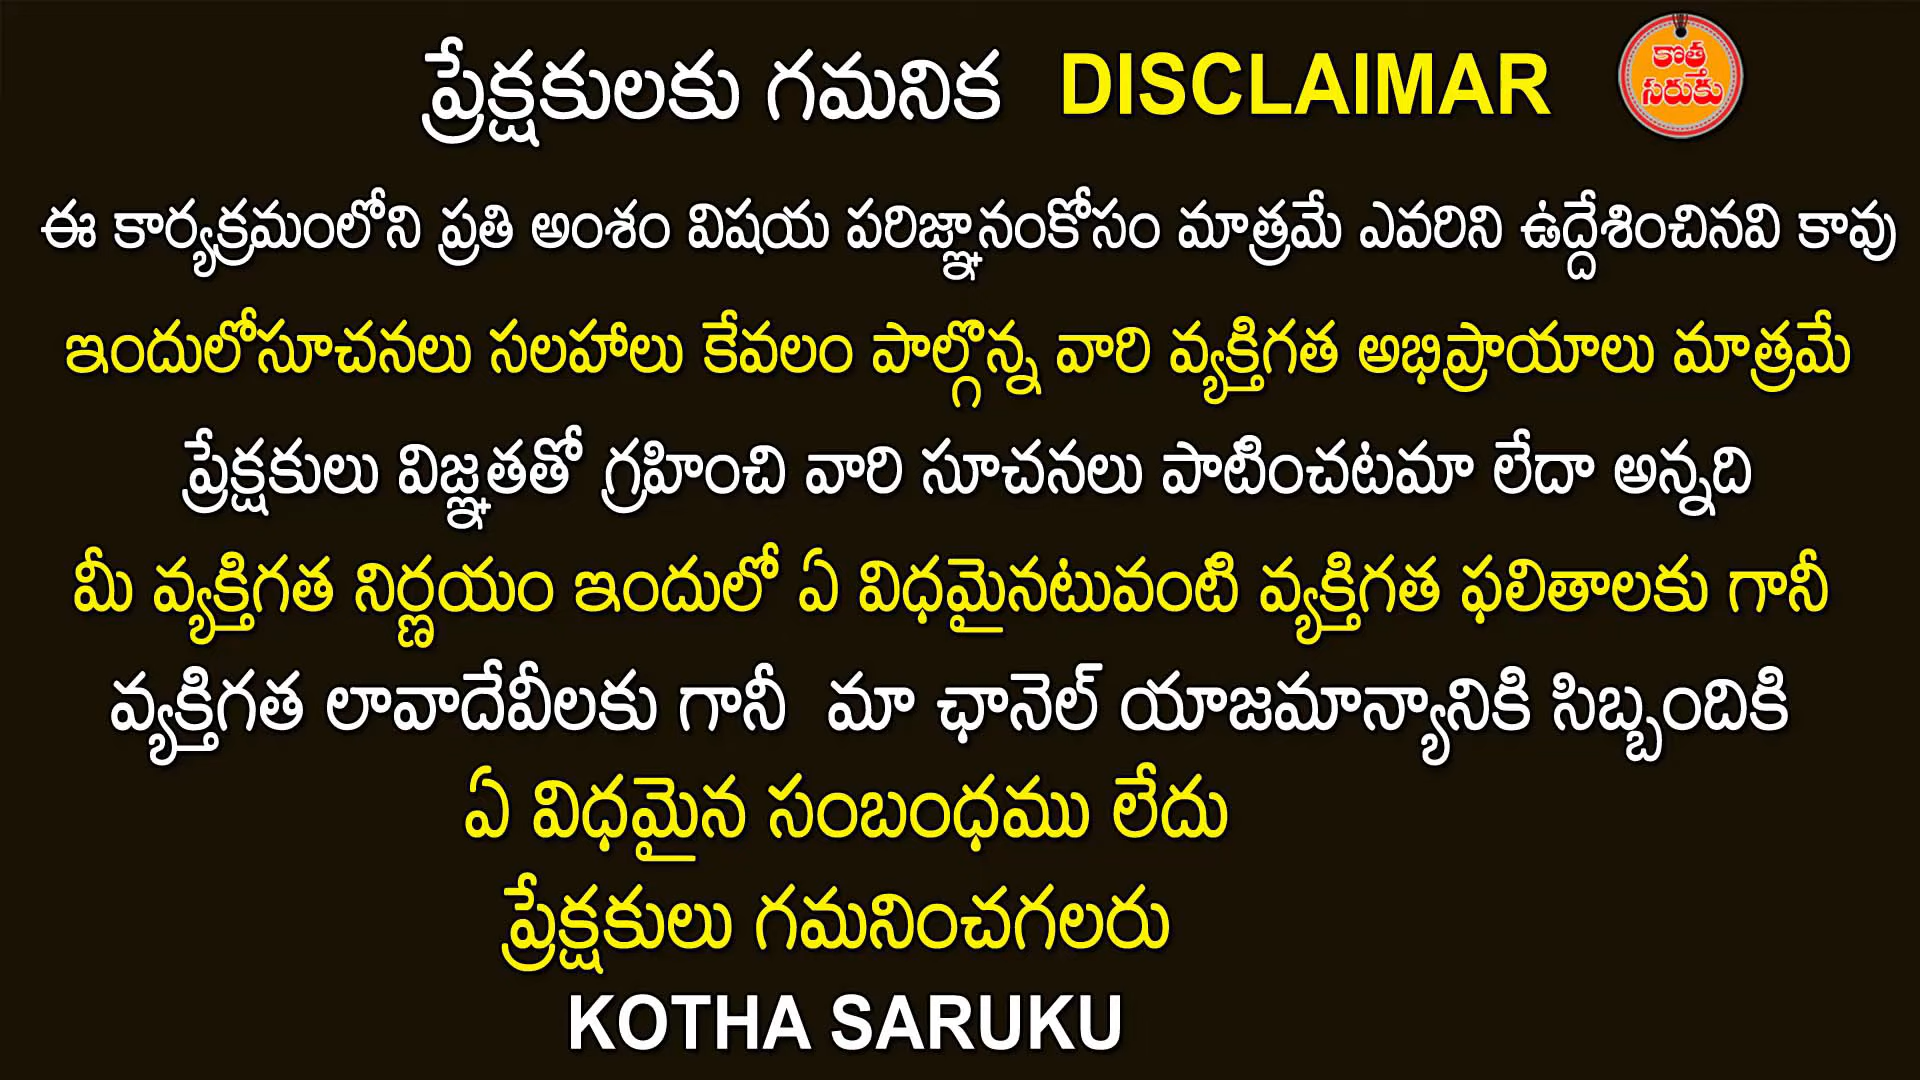 ప్రేక్షకులకు గమనిక DISCLAIMAR
కొత్త
సరుకు
ఈ కార్యక్రమంలోని ప్రతి అంశం విషయ పరిజ్ఞానంకోసం మాత్రమే ఎవరిని ఉద్దేశించినవి కావు
ఇందులోసూచనలు సలహాలు కేవలం పాల్గొన్న వారి వ్యక్తిగత అభిప్రాయాలు మాత్రమే
ప్రేక్షకులు విజ్ఞతతో గ్రహించి వారి సూచనలు పాటించటమా లేదా అన్నది
మీ వ్యక్తిగత నిర్ణయం ఇందులో ఏ విధమైనటువంటి వ్యక్తిగత ఫలితాలకు గానీ
వ్యక్తిగత లావాదేవీలకు గానీ మా ఛానెల్ యాజమాన్యానికి సిబ్బందికి
ఏ విధమైన సంబంధము లేదు
ప్రేక్షకులు గమనించగలరు
KOTHA SARUKU